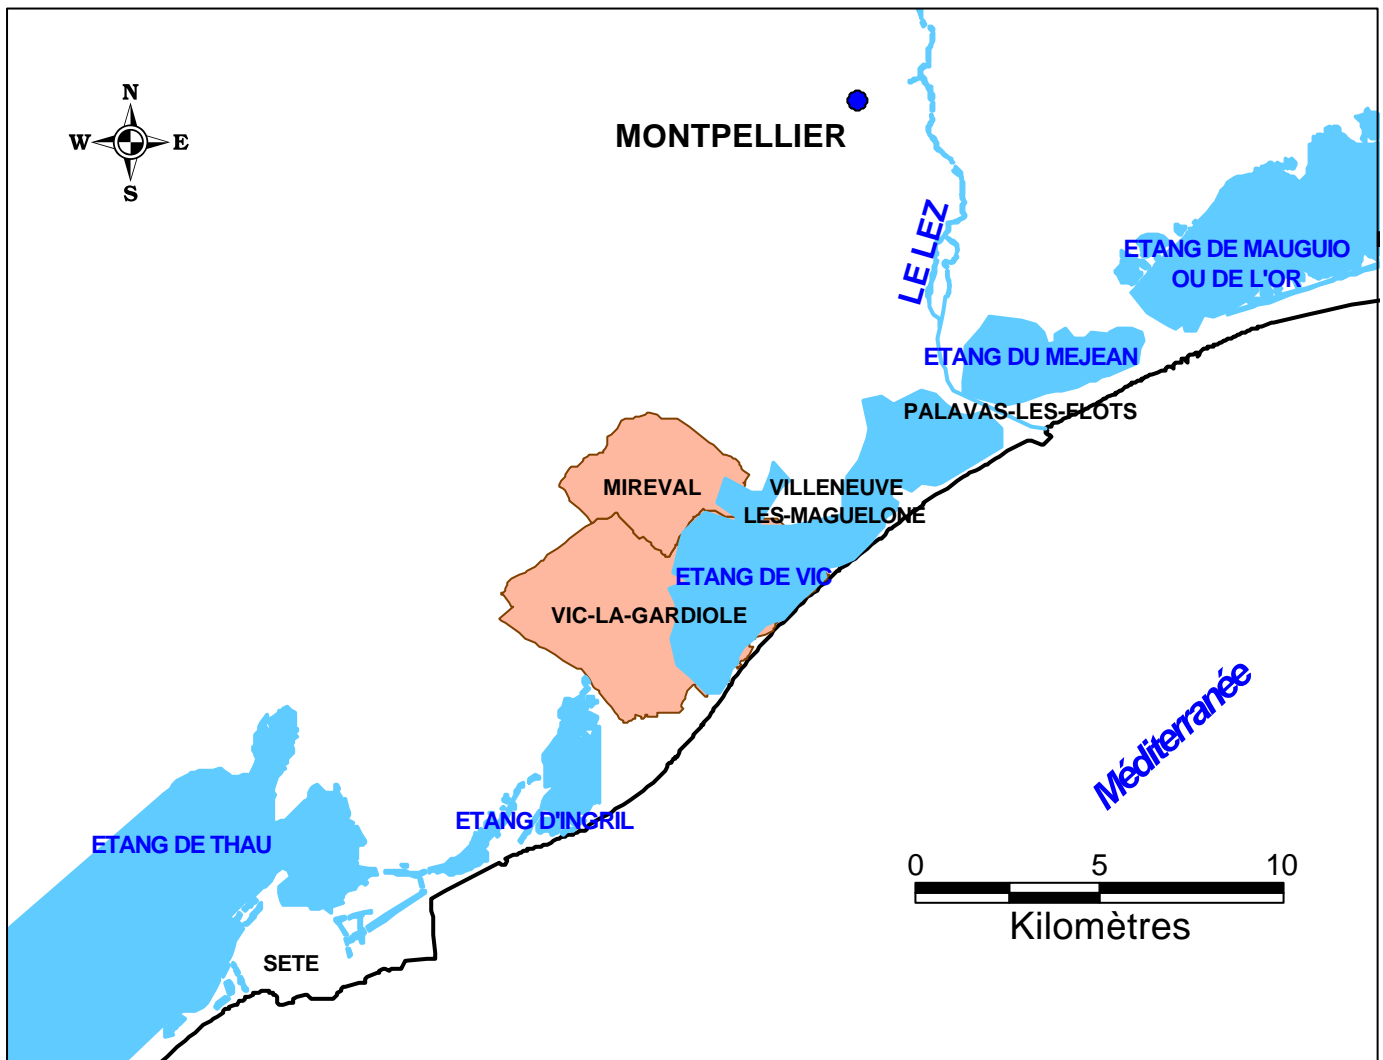 N
W E
S
MONTPELLIER
LE LEZ
ETANG DE MAUGUIO
OU DE L'OR
ETANG DU MEJEAN
PALAVAS-LES-FLOTS
MIREVAL
VILLENEUVE
LES-MAGUELONE
ETANG DE VIC
VIC-LA-GARDIOLE
Méditerranée
ETANG D'INGRIL
ETANG DE THAU
0 5 10
Kilomètres
SETE